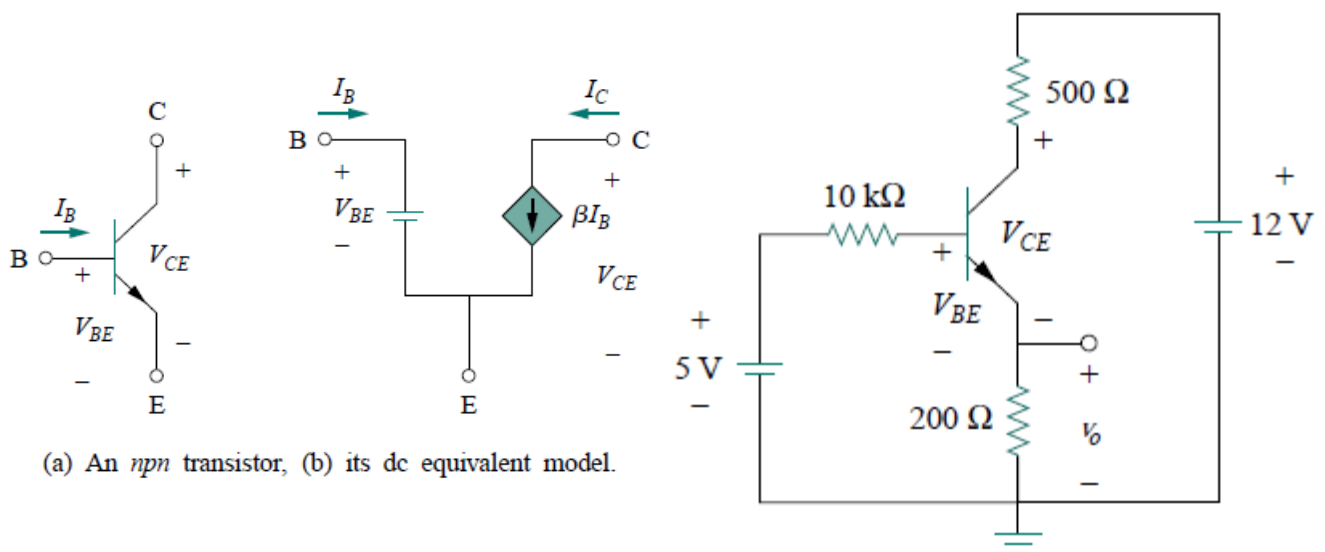 I_B
C
+
B
+
V_CE
V_BE
−
−
E
I_B
I_C
B
C
+
+
V_BE
βI_B
−
V_CE
−
E
(a) An npn transistor, (b) its dc equivalent model.
500 Ω
+
10 kΩ
+
12 V
−
+
V_CE
V_BE
−
−
+
5 V
−
+
200 Ω
v_o
−